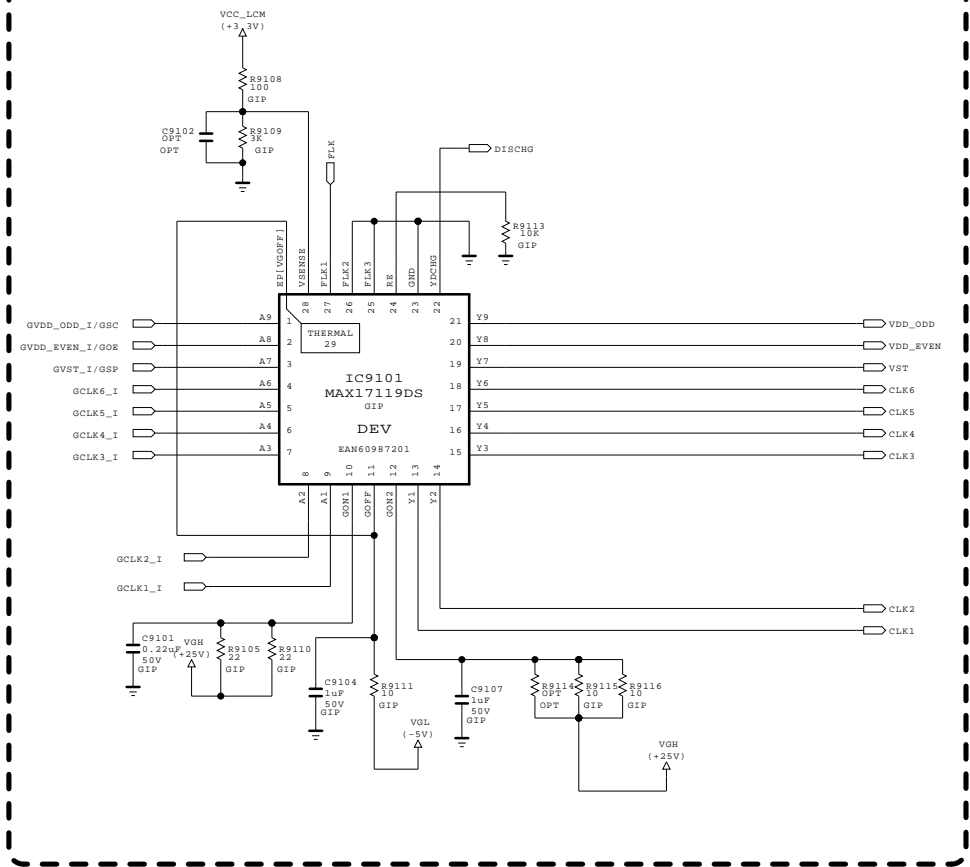 VCC_LCM
(+3.3V)
R9108
100
GIP
C9102
OPT
OPT
R9109
3K
GIP
FLK
DISCHG
R9113
10K
GIP
EP[VGOFF]
VSENSE
FLK1
FLK2
FLK3
RE
GND
YDCHG
28
27
26
25
24
23
22
GVDD_ODD_I/GSC
A9
1
THERMAL
29
21
Y9
VDD_ODD
GVDD_EVEN_I/GOE
A8
2
20
Y8
VDD_EVEN
GVST_I/GSP
A7
3
19
Y7
VST
GCLK6_I
A6
4
IC9101
MAX17119DS
GIP
18
Y6
CLK6
GCLK5_I
A5
5
17
Y5
CLK5
GCLK4_I
A4
6
DEV
16
Y4
CLK4
GCLK3_I
A3
7
EAN60987201
15
Y3
CLK3
8
9
10
11
12
13
14
A2
A1
GON1
GOFF
GON2
Y1
Y2
GCLK2_I
GCLK1_I
CLK2
CLK1
C9101
0.22uF
50V
GIP
VGH
(+25V)
R9105
22
GIP
R9110
22
GIP
C9104
1uF
50V
GIP
R9111
10
GIP
VGL
(-5V)
C9107
1uF
50V
GIP
R9114
OPT
OPT
R9115
10
GIP
R9116
10
GIP
VGH
(+25V)